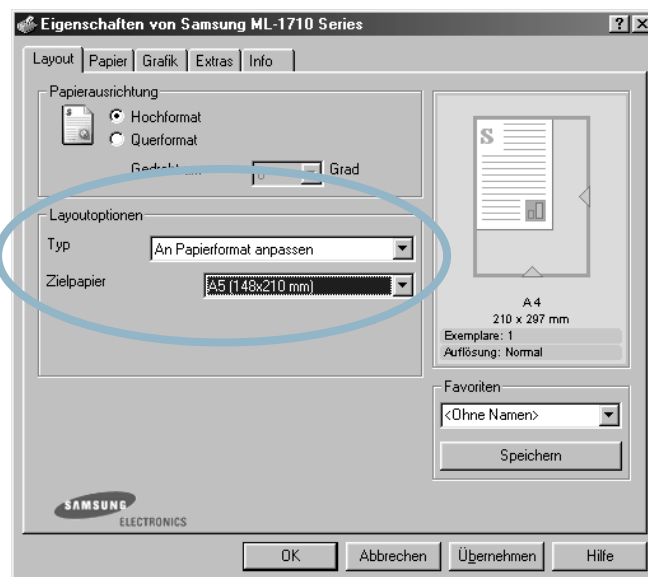 Eigenschaften von Samsung ML-1710 Series
Layout Papier Grafik Extras Info
Papierausrichtung
Hochformat
Querformat
Grad
Layoutoptionen
Typ An Papierformat anpassen
Zielpapier A5 (148x210 mm)
S
S
A4
210 x 297 mm
Exemplare: 1
Auflösung: Normal
Favoriten
<Ohne Namen>
Speichern
SAMSUNG
ELECTRONICS
OK Abbrechen Übernehmen Hilfe